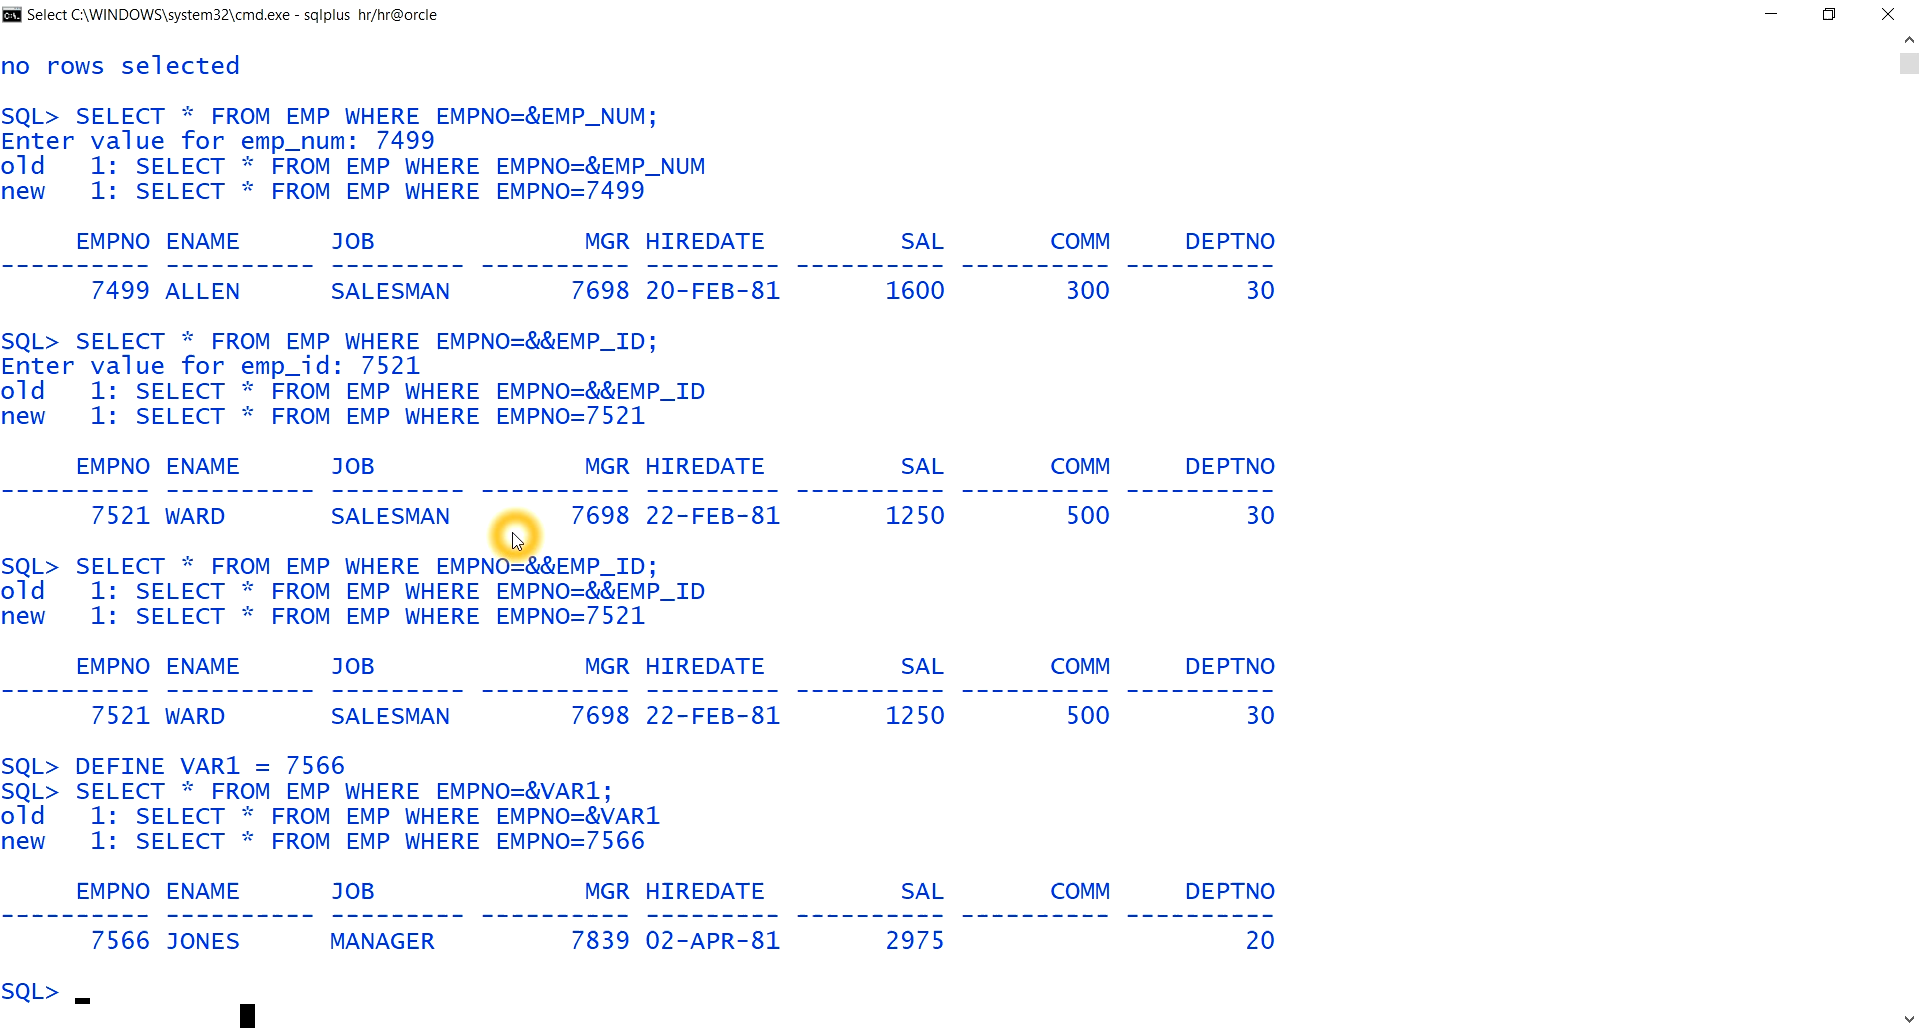 Select C:\WINDOWS\system32\cmd.exe - sqlplus  hr/hr@orcle
no rows selected
SQL> SELECT * FROM EMP WHERE EMPNO=&EMP_NUM;
Enter value for emp_num: 7499
old   1: SELECT * FROM EMP WHERE EMPNO=&EMP_NUM
new   1: SELECT * FROM EMP WHERE EMPNO=7499
     EMPNO ENAME      JOB              MGR HIREDATE         SAL       COMM     DEPTNO
---------- ---------- --------- ---------- --------- ---------- ---------- ----------
      7499 ALLEN      SALESMAN        7698 20-FEB-81       1600        300         30
SQL> SELECT * FROM EMP WHERE EMPNO=&&EMP_ID;
Enter value for emp_id: 7521
old   1: SELECT * FROM EMP WHERE EMPNO=&&EMP_ID
new   1: SELECT * FROM EMP WHERE EMPNO=7521
     EMPNO ENAME      JOB              MGR HIREDATE         SAL       COMM     DEPTNO
---------- ---------- --------- ---------- --------- ---------- ---------- ----------
      7521 WARD       SALESMAN        7698 22-FEB-81       1250        500         30
SQL> SELECT * FROM EMP WHERE EMPNO=&&EMP_ID;
old   1: SELECT * FROM EMP WHERE EMPNO=&&EMP_ID
new   1: SELECT * FROM EMP WHERE EMPNO=7521
     EMPNO ENAME      JOB              MGR HIREDATE         SAL       COMM     DEPTNO
---------- ---------- --------- ---------- --------- ---------- ---------- ----------
      7521 WARD       SALESMAN        7698 22-FEB-81       1250        500         30
SQL> DEFINE VAR1 = 7566
SQL> SELECT * FROM EMP WHERE EMPNO=&VAR1;
old   1: SELECT * FROM EMP WHERE EMPNO=&VAR1
new   1: SELECT * FROM EMP WHERE EMPNO=7566
     EMPNO ENAME      JOB              MGR HIREDATE         SAL       COMM     DEPTNO
---------- ---------- --------- ---------- --------- ---------- ---------- ----------
      7566 JONES      MANAGER         7839 02-APR-81       2975                    20
SQL>